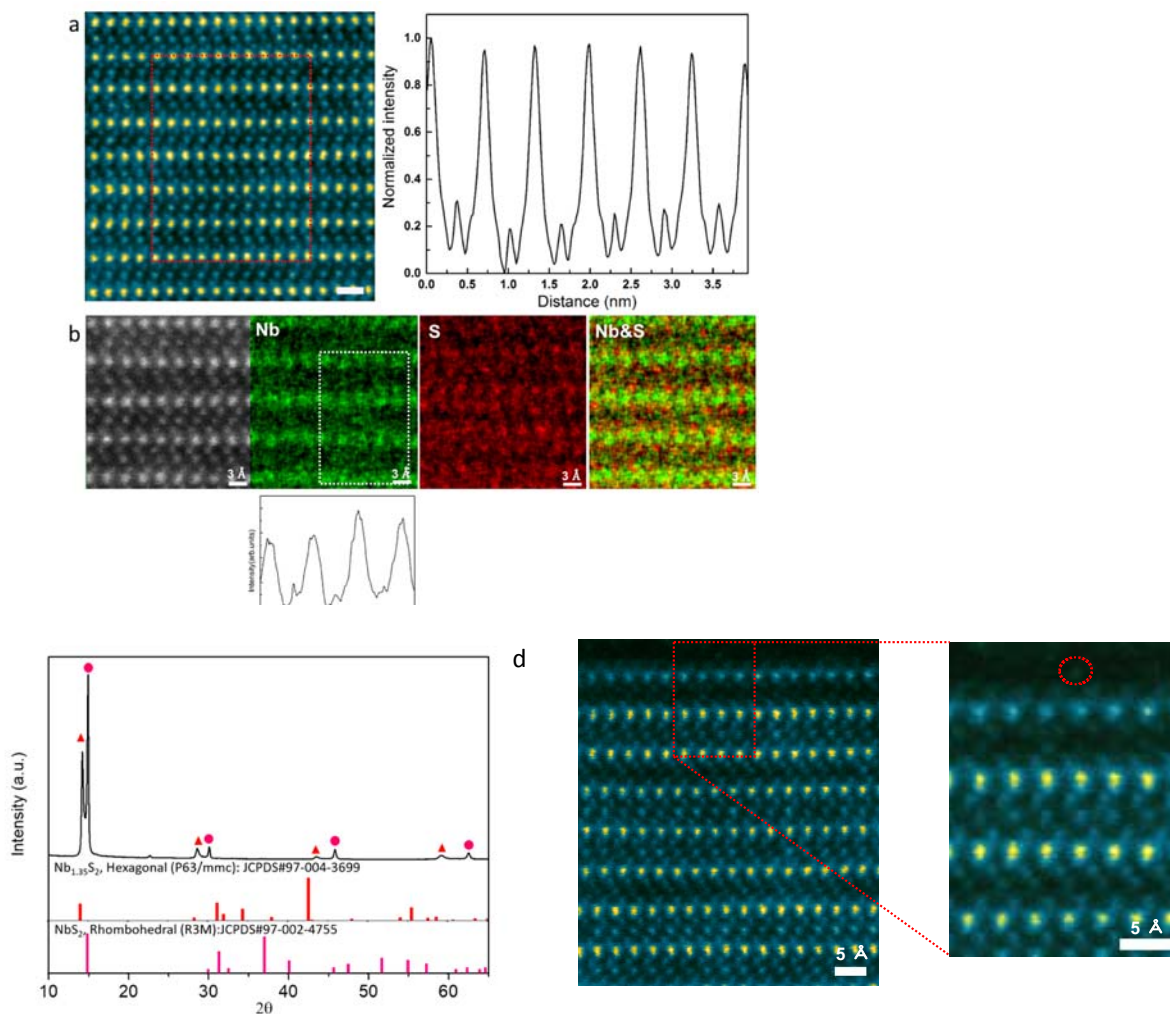 a
Normalized intensity
1.0
0.8
0.6
0.4
0.2
0.0
0.0 0.5 1.0 1.5 2.0 2.5 3.0 3.5
Distance (nm)
b
Nb
S
Nb&S
3 Å
3 Å
3 Å
3 Å
Intensity(arb.units)
Intensity (a.u.)
Nb1.35S2, Hexagonal (P63/mmc): JCPDS#97-004-3699
NbS2, Rhombohedral (R3M):JCPDS#97-002-4755
10 20 30 40 50 60
2θ
d
5 Å
5 Å